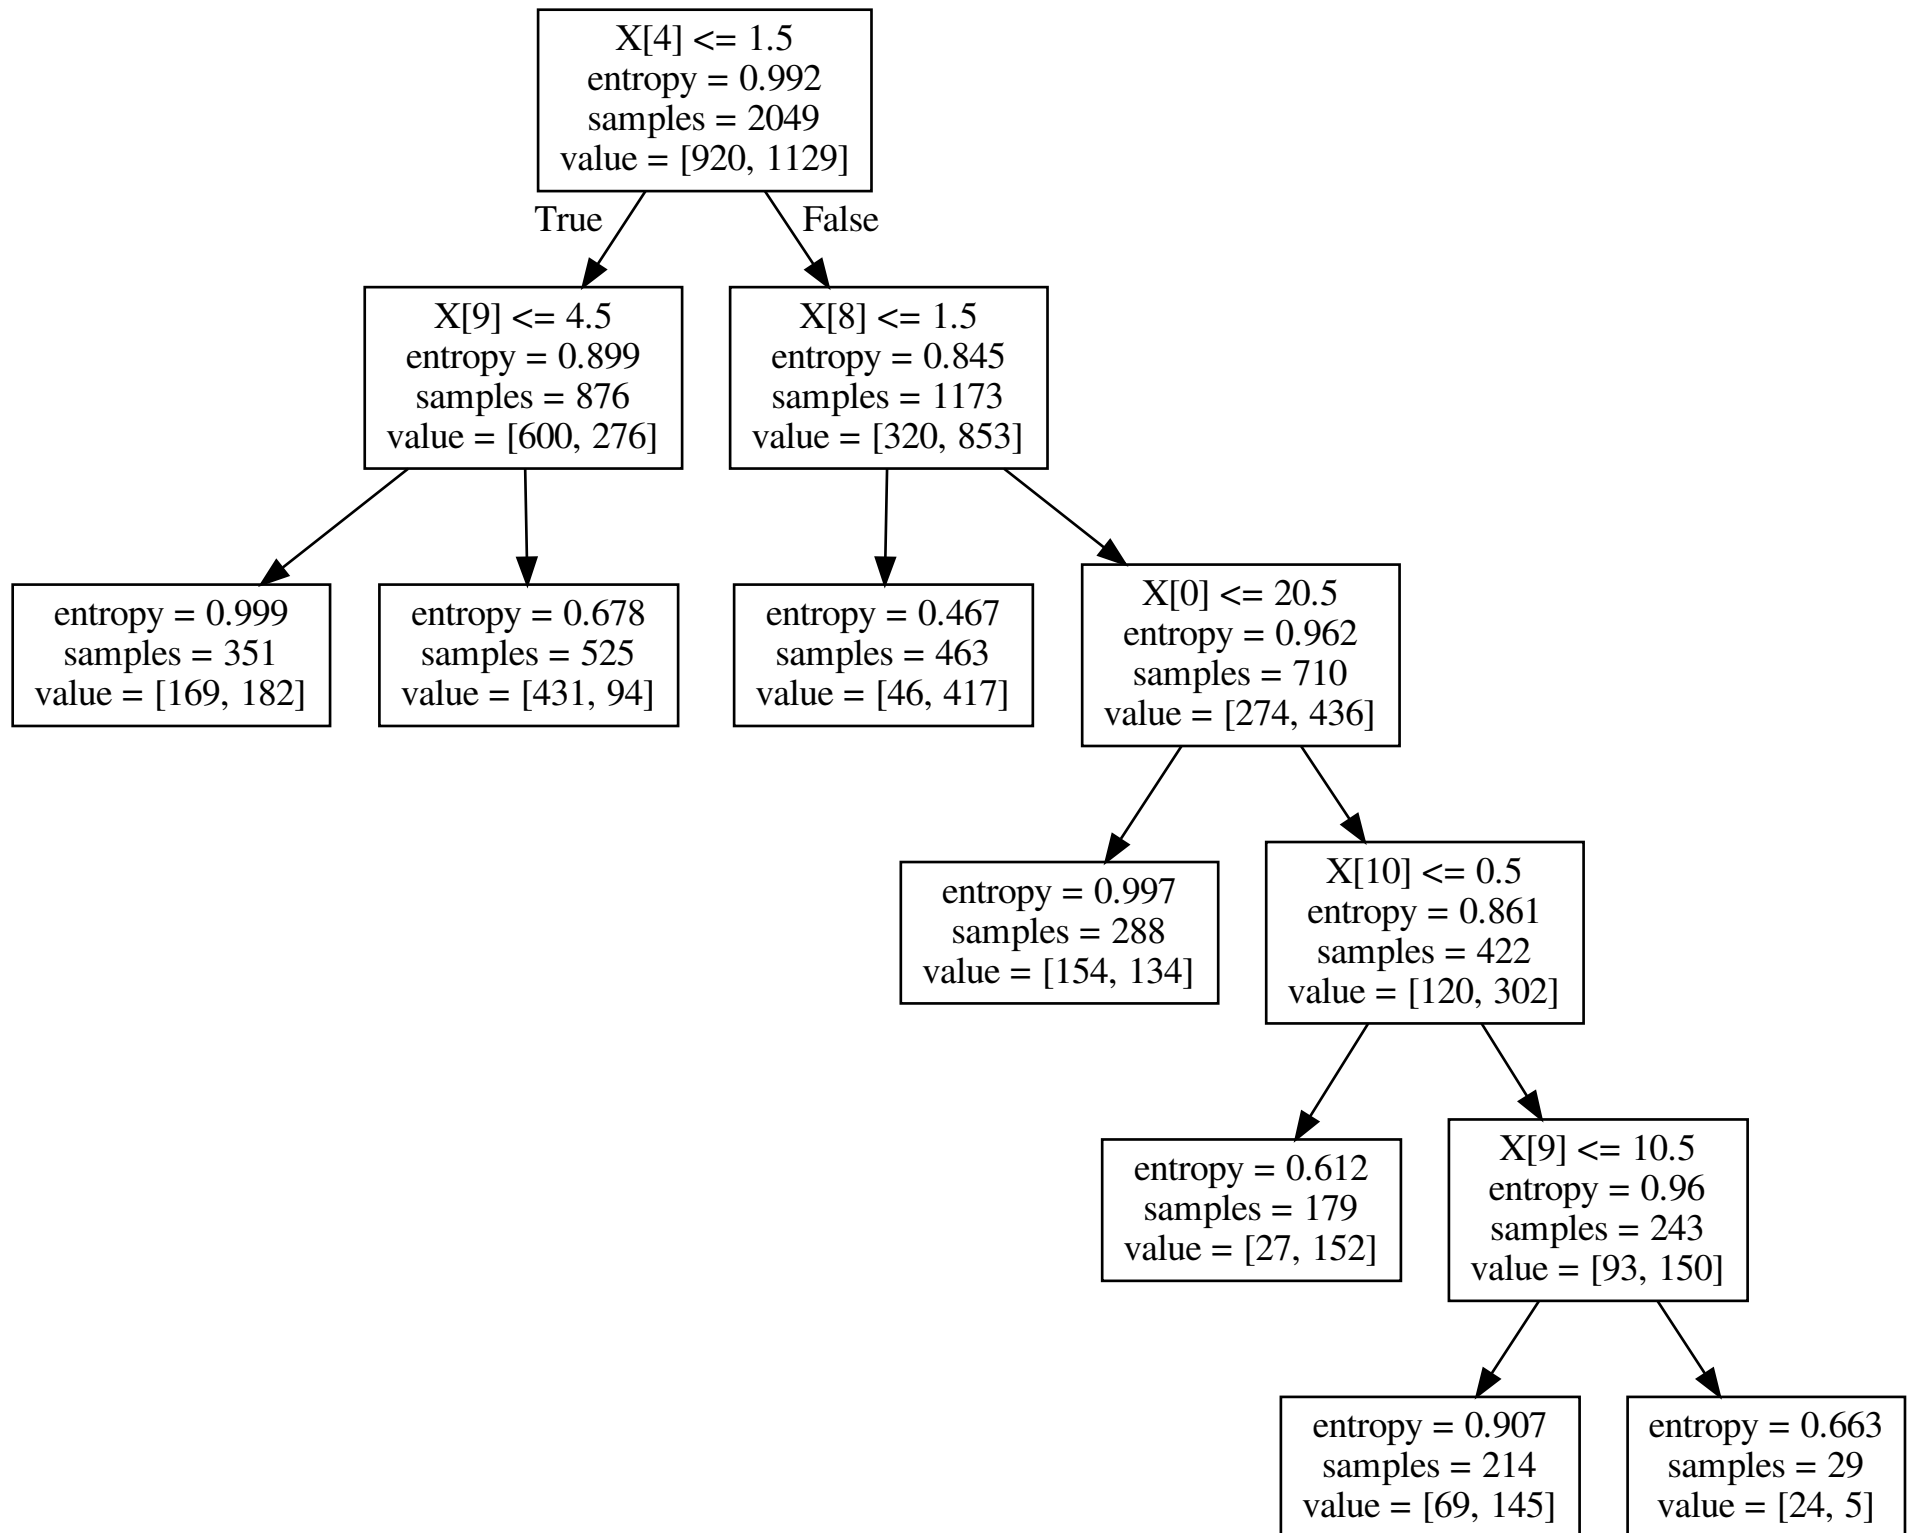 X[4] <= 1.5
entropy = 0.992
samples = 2049
value = [920, 1129]
True
False
X[9] <= 4.5
entropy = 0.899
samples = 876
value = [600, 276]
X[8] <= 1.5
entropy = 0.845
samples = 1173
value = [320, 853]
entropy = 0.999
samples = 351
value = [169, 182]
entropy = 0.678
samples = 525
value = [431, 94]
entropy = 0.467
samples = 463
value = [46, 417]
X[0] <= 20.5
entropy = 0.962
samples = 710
value = [274, 436]
entropy = 0.997
samples = 288
value = [154, 134]
X[10] <= 0.5
entropy = 0.861
samples = 422
value = [120, 302]
entropy = 0.612
samples = 179
value = [27, 152]
X[9] <= 10.5
entropy = 0.96
samples = 243
value = [93, 150]
entropy = 0.907
samples = 214
value = [69, 145]
entropy = 0.663
samples = 29
value = [24, 5]